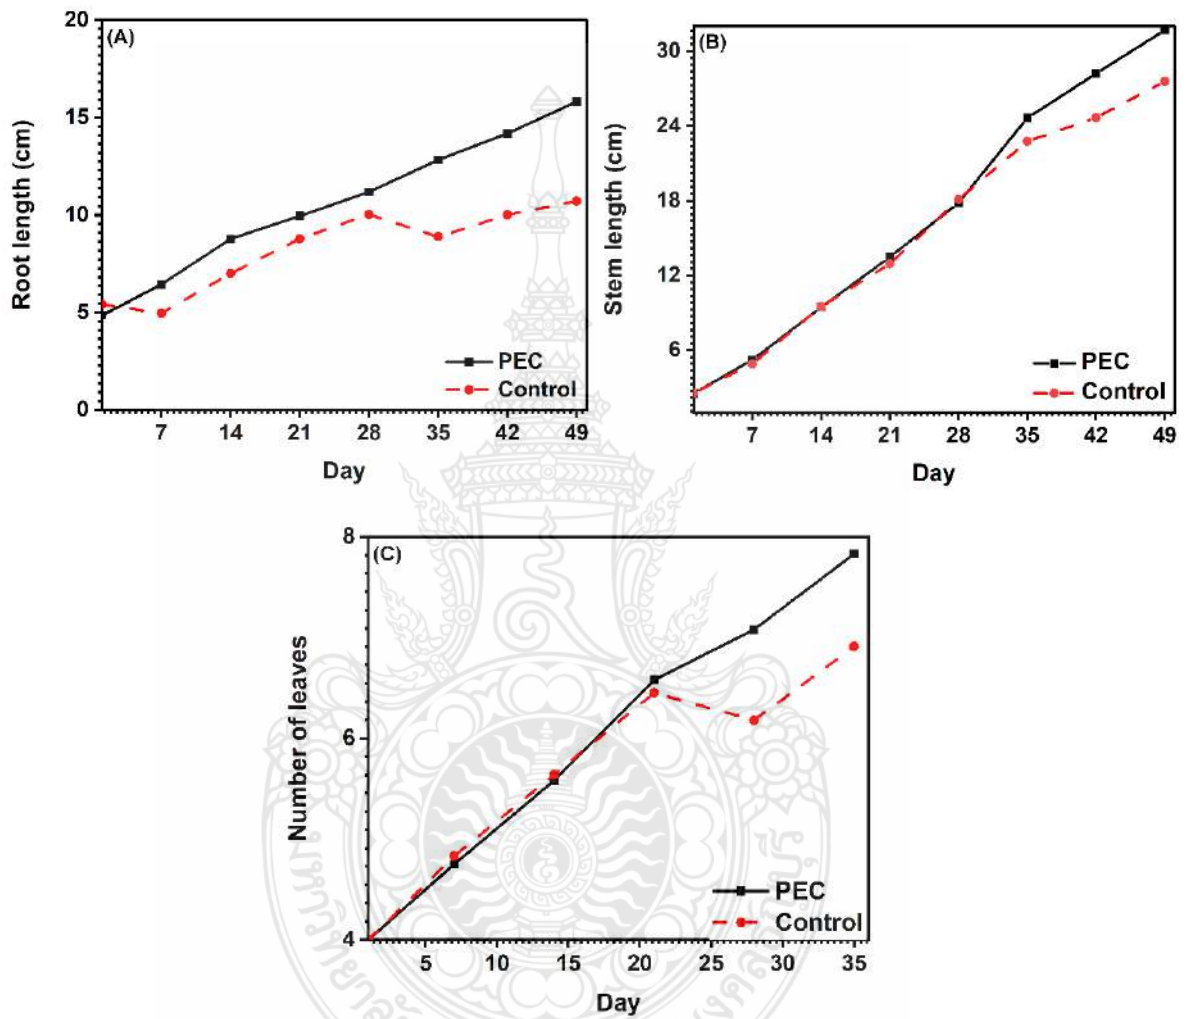 (A)
Root length (cm)
20
15
10
5
0
7 14 21 28 35 42 49
Day
PEC
Control
(B)
Stem length (cm)
30
24
18
12
6
7 14 21 28 35 42 49
Day
PEC
Control
(C)
Number of leaves
8
6
4
5 10 15 20 25 30 35
Day
PEC
Control